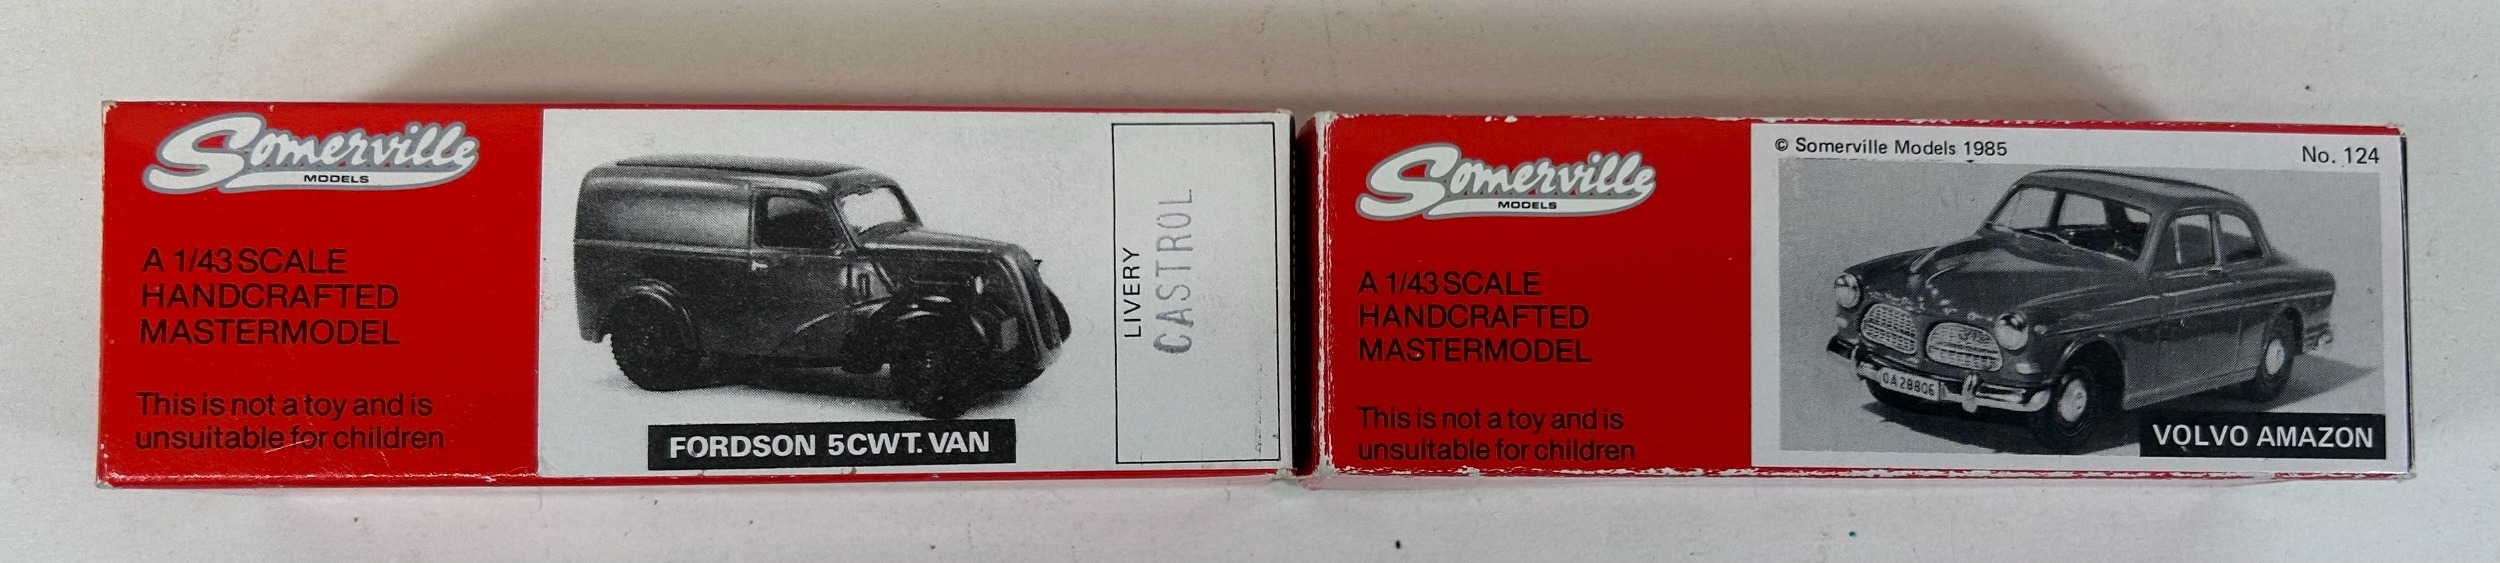 Somerville
MODELS
A 1/43 SCALE
HANDCRAFTED
MASTERMODEL
This is not a toy and is
unsuitable for children
FORDSON 5CWT. VAN
LIVERY
CASTROL
Somerville
MODELS
A 1/43 SCALE
HANDCRAFTED
MASTERMODEL
This is not a toy and is
unsuitable for children
© Somerville Models 1985
No. 124
OA 28806
VOLVO AMAZON